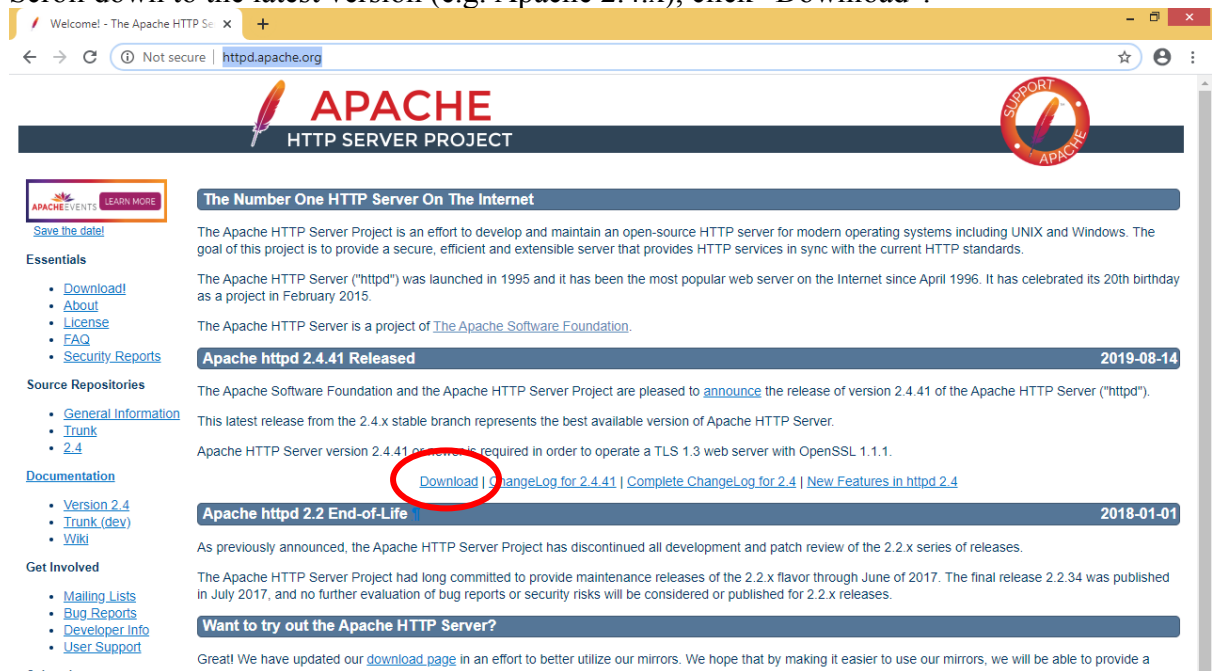 Scroll down to the latest version (e.g. Apache 2.4.x), click "Download".
Welcome! - The Apache HTTP Se
Not secure | httpd.apache.org
APACHE
HTTP SERVER PROJECT
SUPPORT
APACHE
APACHE EVENTS LEARN MORE
Save the date!
Essentials
• Download!
• About
• License
• FAQ
• Security Reports
Source Repositories
• General Information
• Trunk
• 2.4
Documentation
• Version 2.4
• Trunk (dev)
• Wiki
Get Involved
• Mailing Lists
• Bug Reports
• Developer Info
• User Support
The Number One HTTP Server On The Internet
The Apache HTTP Server Project is an effort to develop and maintain an open-source HTTP server for modern operating systems including UNIX and Windows. The
goal of this project is to provide a secure, efficient and extensible server that provides HTTP services in sync with the current HTTP standards.
The Apache HTTP Server ("httpd") was launched in 1995 and it has been the most popular web server on the Internet since April 1996. It has celebrated its 20th birthday
as a project in February 2015.
The Apache HTTP Server is a project of The Apache Software Foundation.
Apache httpd 2.4.41 Released 2019-08-14
The Apache Software Foundation and the Apache HTTP Server Project are pleased to announce the release of version 2.4.41 of the Apache HTTP Server ("httpd").
This latest release from the 2.4.x stable branch represents the best available version of Apache HTTP Server.
Apache HTTP Server version 2.4.41 or newer is required in order to operate a TLS 1.3 web server with OpenSSL 1.1.1.
Download | ChangeLog for 2.4.41 | Complete ChangeLog for 2.4 | New Features in httpd 2.4
Apache httpd 2.2 End-of-Life ¶ 2018-01-01
As previously announced, the Apache HTTP Server Project has discontinued all development and patch review of the 2.2.x series of releases.
The Apache HTTP Server Project had long committed to provide maintenance releases of the 2.2.x flavor through June of 2017. The final release 2.2.34 was published
in July 2017, and no further evaluation of bug reports or security risks will be considered or published for 2.2.x releases.
Want to try out the Apache HTTP Server?
Great! We have updated our download page in an effort to better utilize our mirrors. We hope that by making it easier to use our mirrors, we will be able to provide a